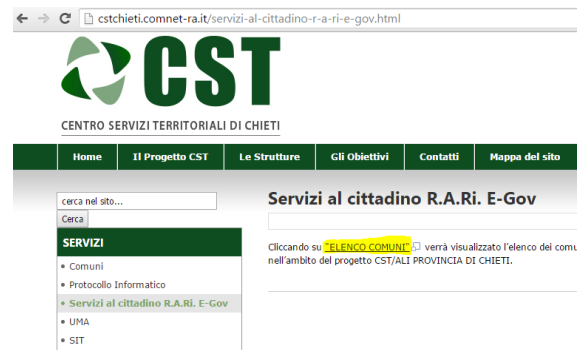 cstchieti.comnet-ra.it/servizi-al-cittadino-r-a-ri-e-gov.html
CST
CENTRO SERVIZI TERRITORIALI DI CHIETI
Home Il Progetto CST Le Strutture Gli Obiettivi Contatti Mappa del sito
cerca nel sito...
Cerca
SERVIZI
• Comuni
• Protocollo Informatico
• Servizi al cittadino R.A.Ri. E-Gov
• UMA
• SIT
Servizi al cittadino R.A.Ri. E-Gov
Cliccando su "ELENCO COMUNI" verrà visualizzato l'elenco dei comu
nell'ambito del progetto CST/ALI PROVINCIA DI CHIETI.